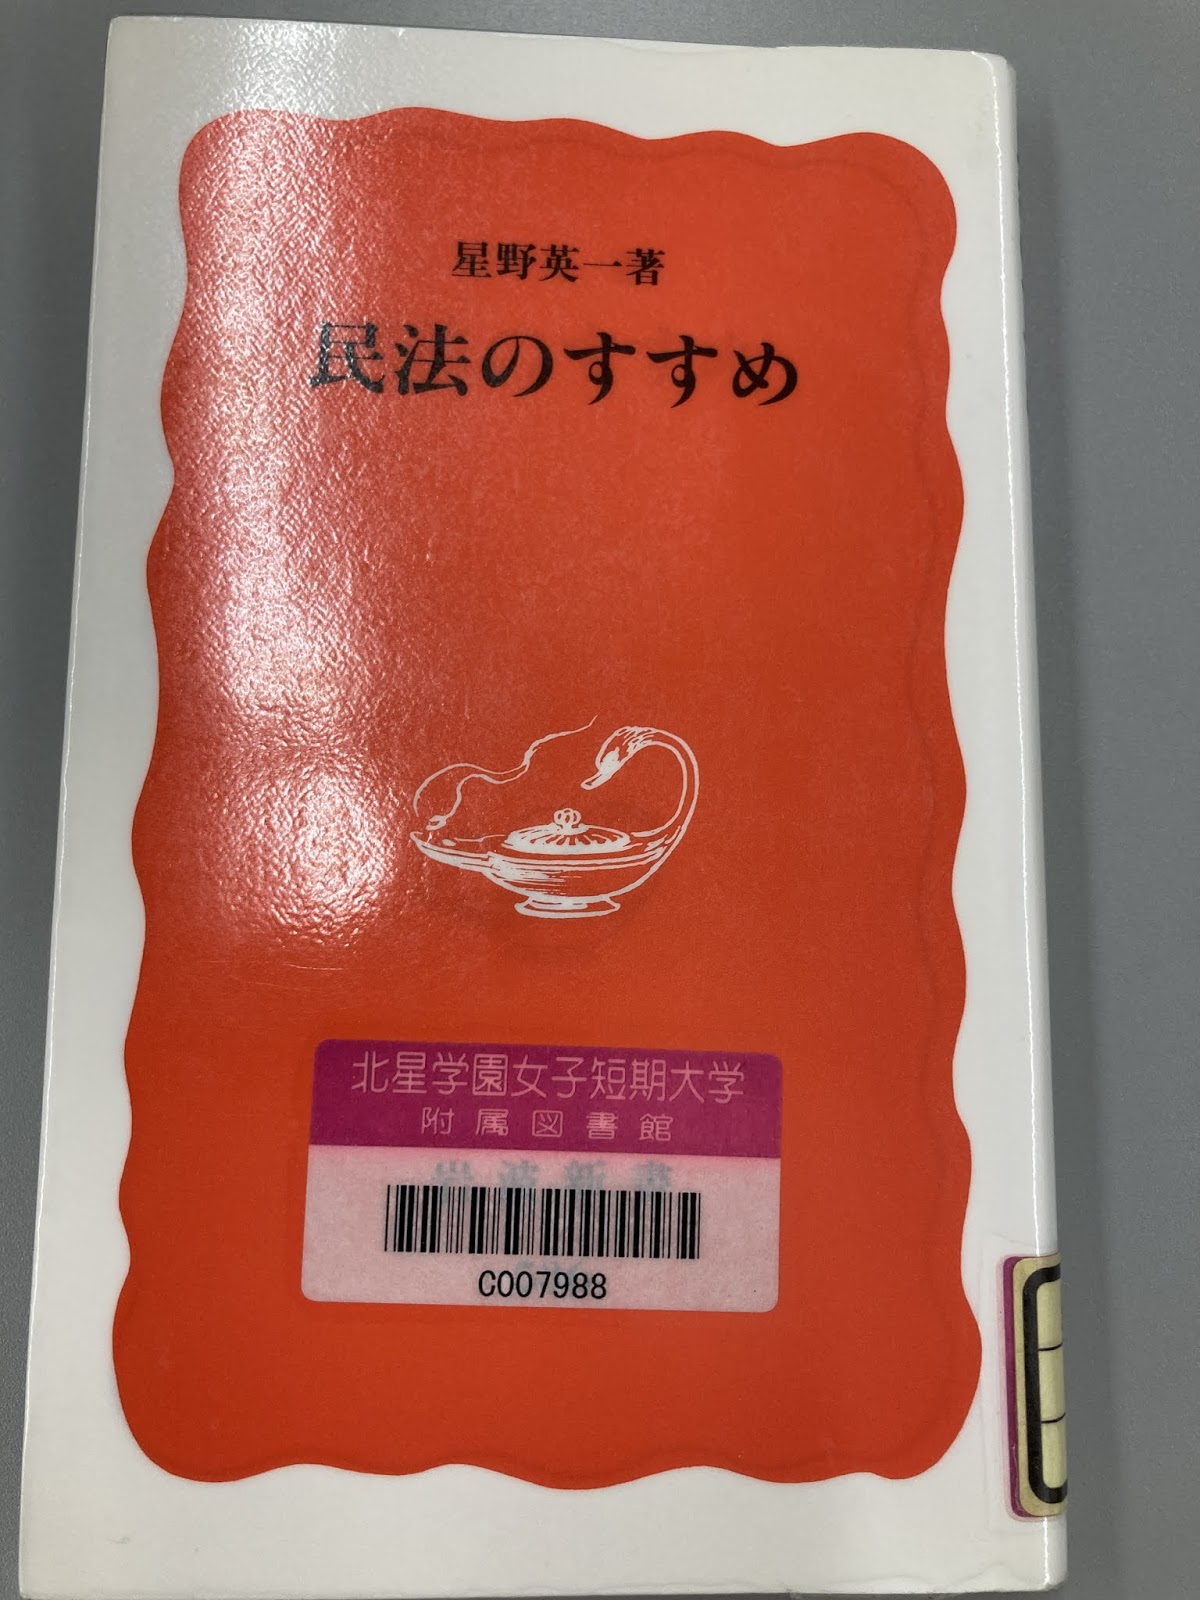 星野英一著
民法のすすめ
北星学園女子短期大学
附属図書館
C007988